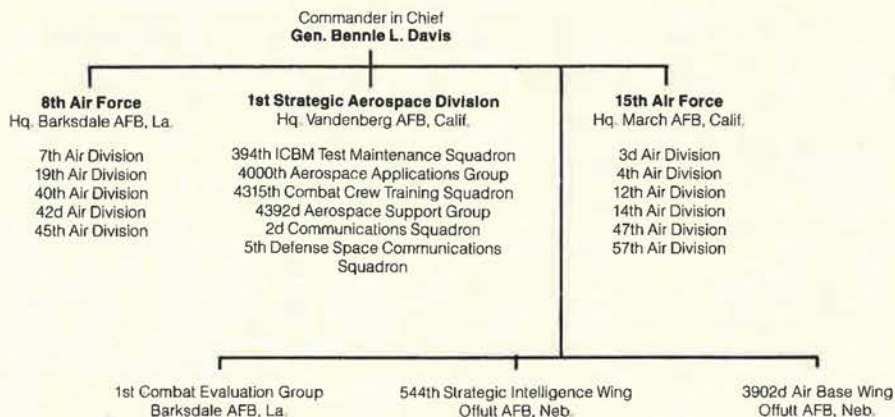 Commander in Chief
Gen. Bennie L. Davis
8th Air Force
Hq. Barksdale AFB, La.
7th Air Division
19th Air Division
40th Air Division
42d Air Division
45th Air Division
1st Strategic Aerospace Division
Hq. Vandenberg AFB, Calif.
394th ICBM Test Maintenance Squadron
4000th Aerospace Applications Group
4315th Combat Crew Training Squadron
4392d Aerospace Support Group
2d Communications Squadron
5th Defense Space Communications
Squadron
15th Air Force
Hq. March AFB, Calif.
3d Air Division
4th Air Division
12th Air Division
14th Air Division
47th Air Division
57th Air Division
1st Combat Evaluation Group
Barksdale AFB, La.
544th Strategic Intelligence Wing
Offutt AFB, Neb.
3902d Air Base Wing
Offutt AFB, Neb.